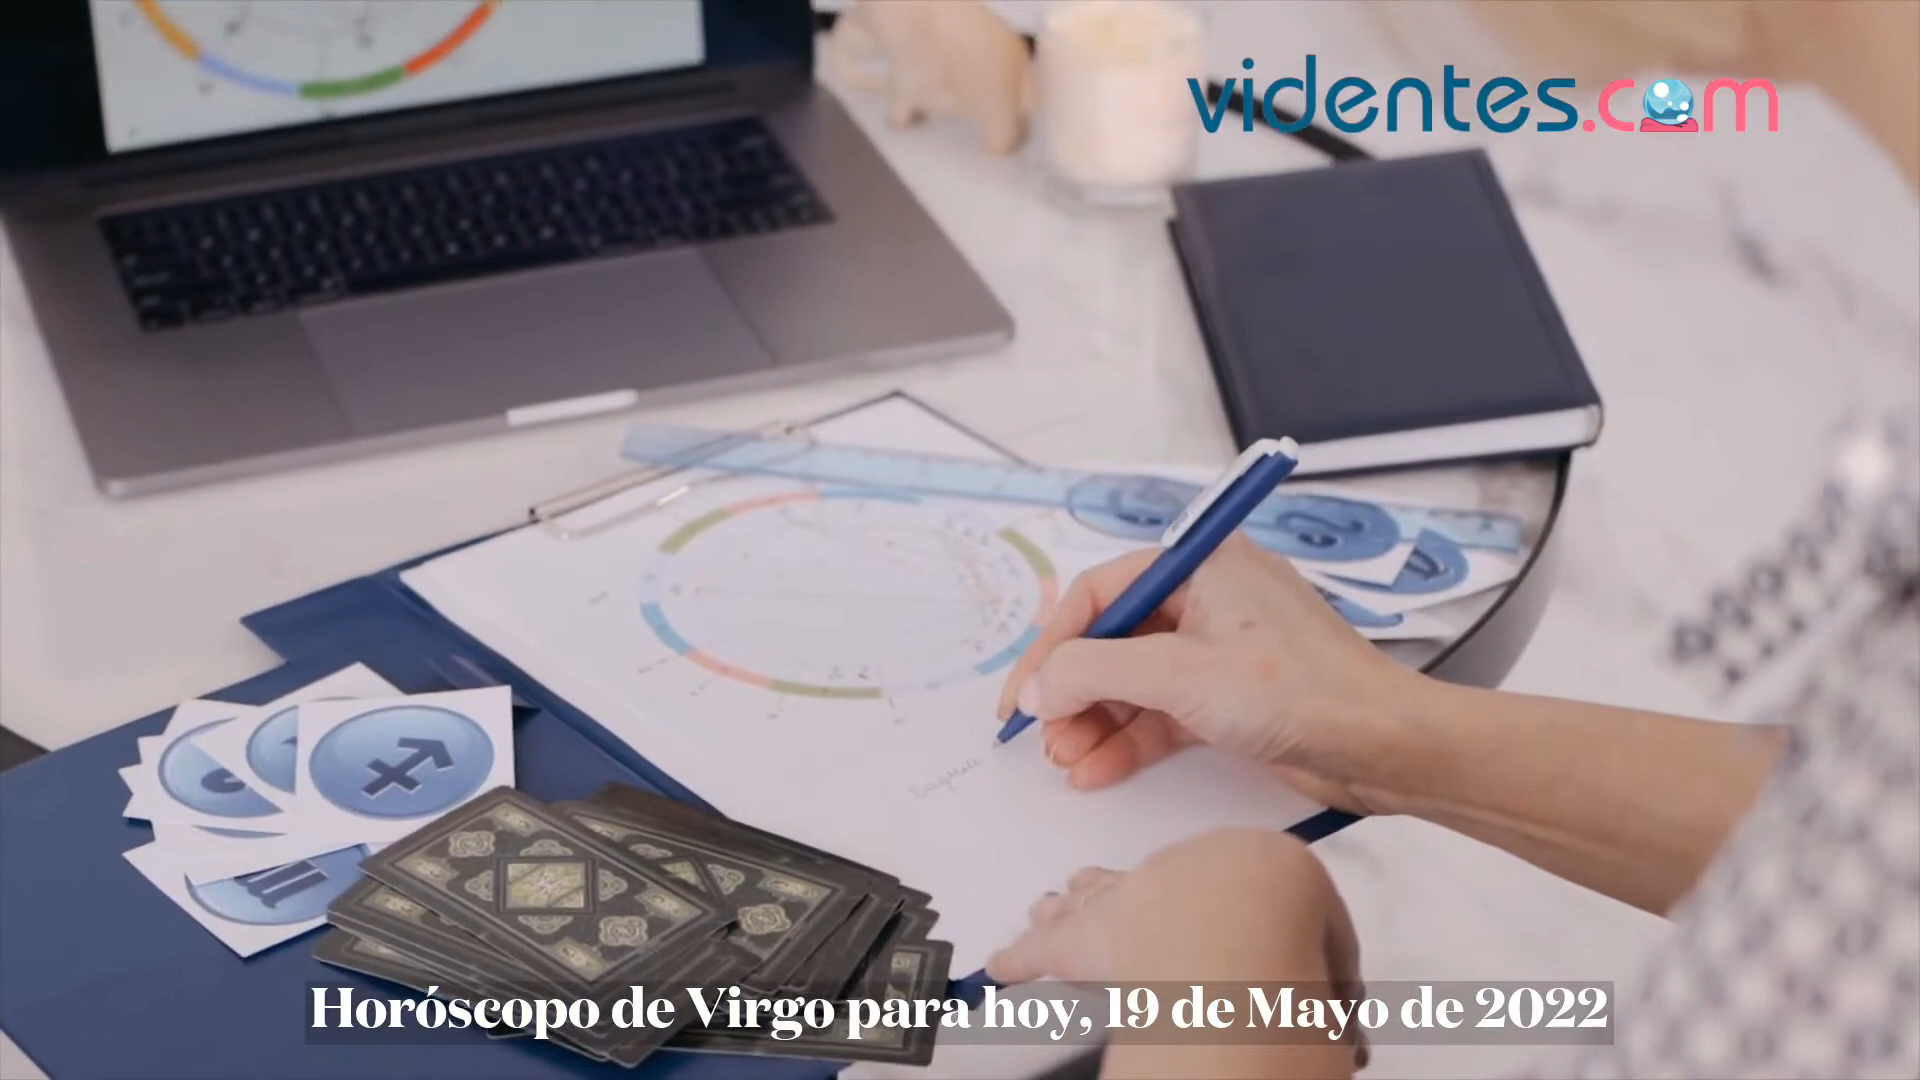 videntes.com
Horóscopo de Virgo para hoy, 19 de Mayo de 2022